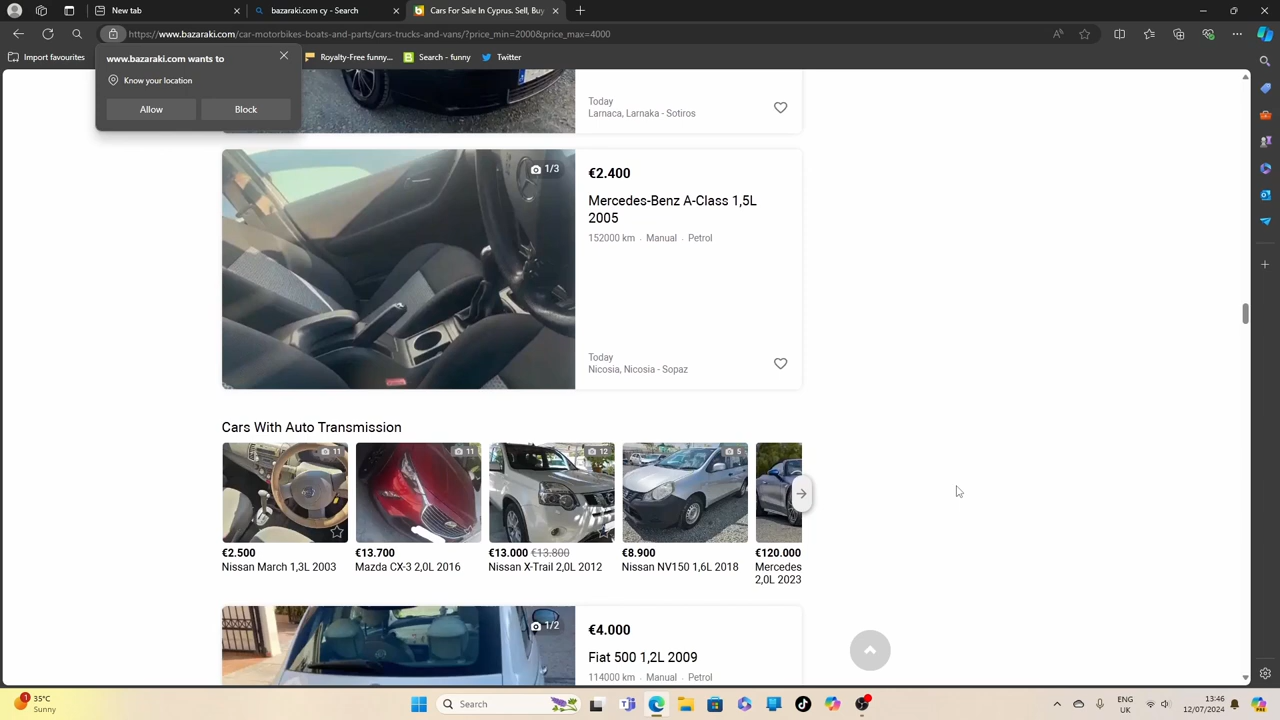 New Tab
Cars For Sale In Cyprus. Sell, Buy
https://www.bazaraki.com/car-motorbikes-boats-and-parts/cars-trucks-and-vans/?price_min=2000&price_max=4000
Import favourites
Royalty-Free funny...
Search - funny
Twitter
www.bazaraki.com wants to
Know your location
Allow
Block
Today
Larnaca, Larnaka - Sotiros
1/3
€2.400
Mercedes-Benz A-Class 1,5L
2005
152000 km . Manual . Petrol
Today
Nicosia, Nicosia - Sopaz
Cars With Auto Transmission
11
11
12
5
€2.500
Nissan March 1,3L 2003
€13.700
Mazda CX-3 2,0L 2016
€13.000 €13.800
Nissan X-Trail 2,0L 2012
€8.900
Nissan NV150 1,6L 2018
€120.000
Mercedes
2,0L 2023
1/2
€4.000
Fiat 500 1,2L 2009
114000 km . Manual . Petrol
1
35°C
Sunny
Search
ENG
UK
13:46
12/07/2024